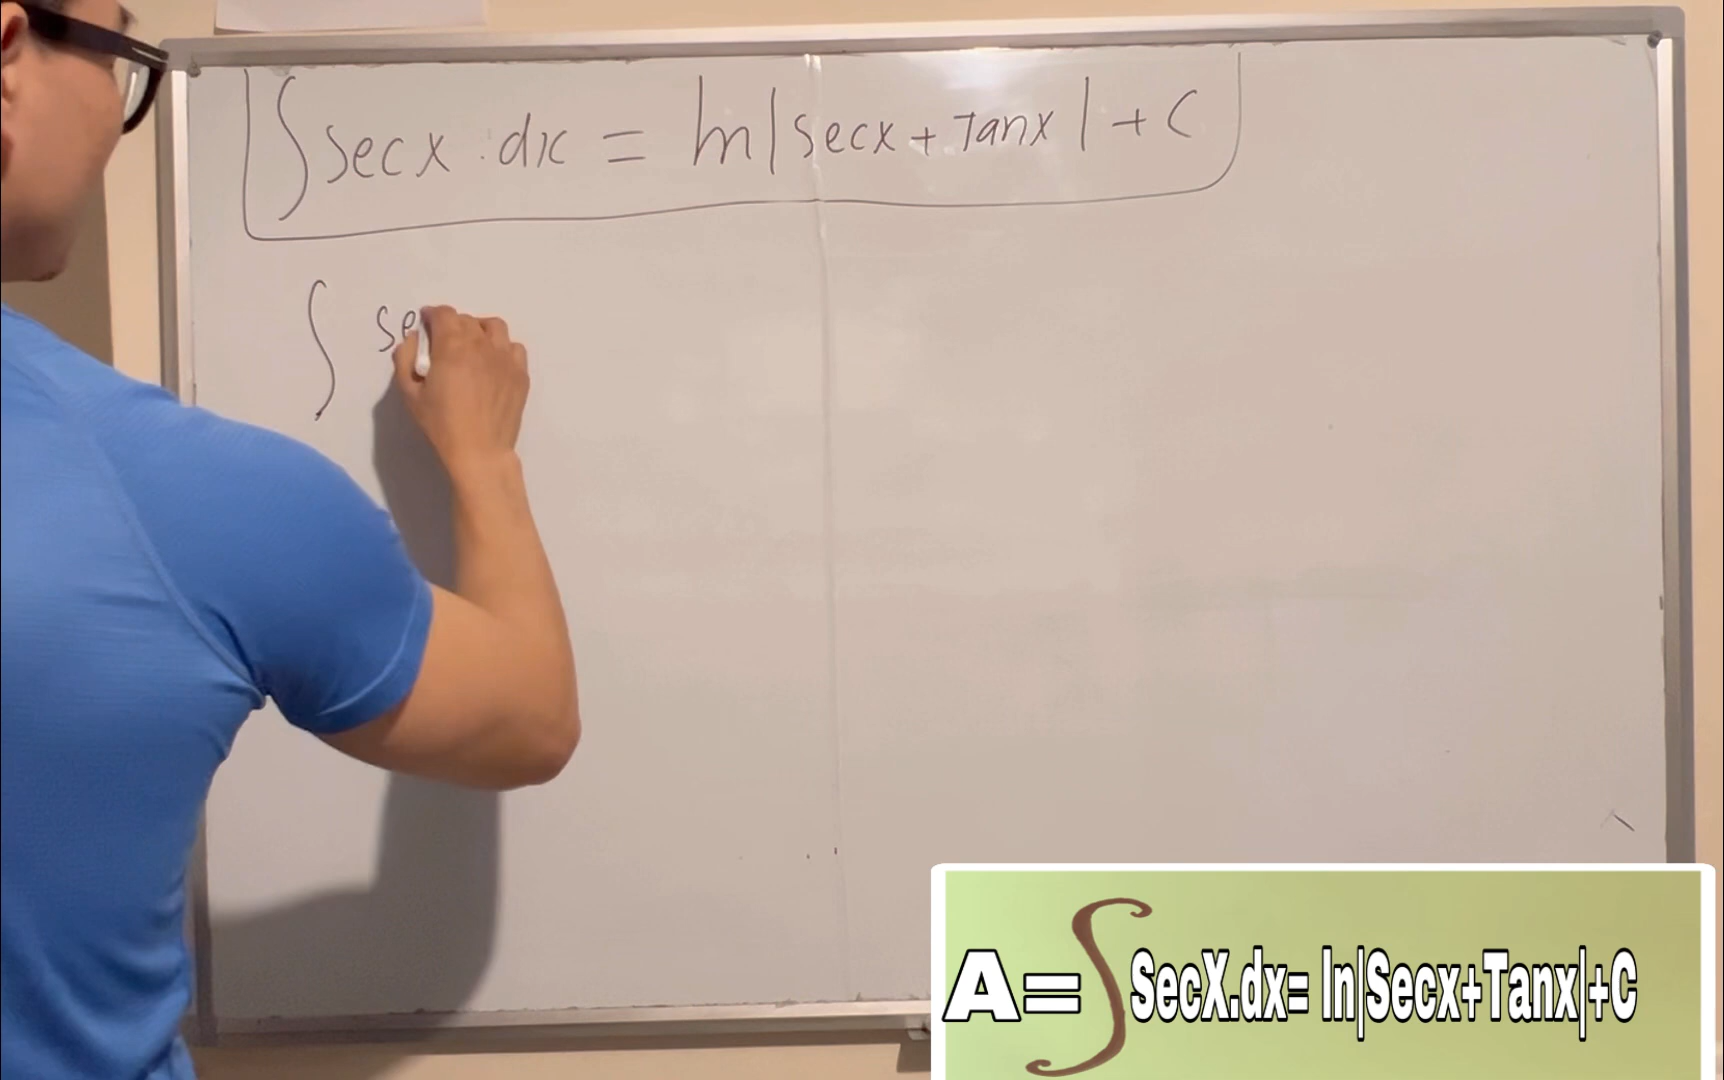 ∫ secx . dx = ln|secx + Tanx| + C
∫ se
A=∫SecX.dx= ln|Secx+Tanx|+C